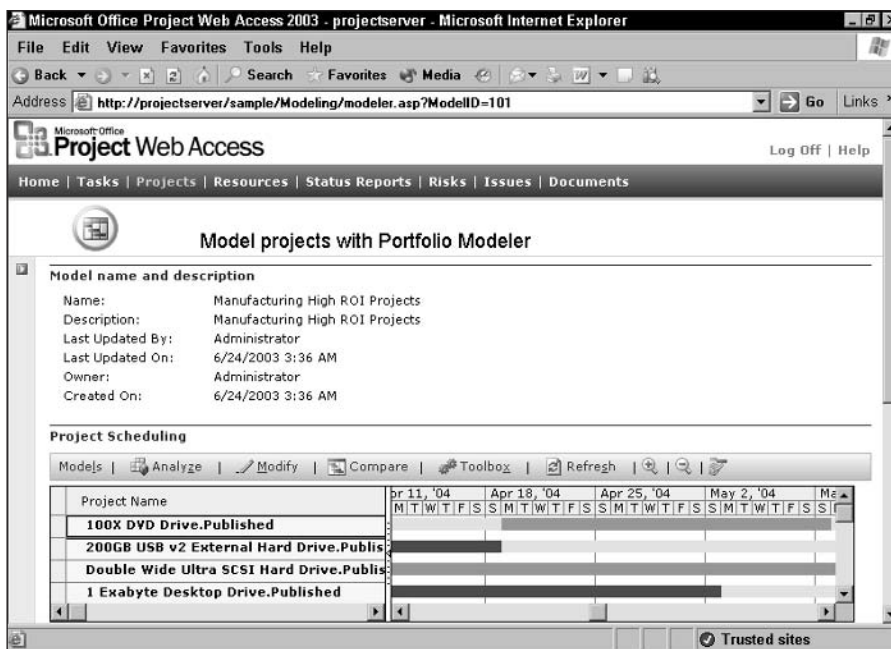 Microsoft Office Project Web Access 2003 - projectserver - Microsoft Internet Explorer
File Edit View Favorites Tools Help
Back Search Favorites Media
Address http://projectserver/sample/Modeling/modeler.asp?ModelID=101 Go Links
Microsoft Office
Project Web Access
Log Off | Help
Home | Tasks | Projects | Resources | Status Reports | Risks | Issues | Documents
Model projects with Portfolio Modeler
Model name and description
Name: Manufacturing High ROI Projects
Description: Manufacturing High ROI Projects
Last Updated By: Administrator
Last Updated On: 6/24/2003 3:36 AM
Owner: Administrator
Created On: 6/24/2003 3:36 AM
Project Scheduling
Models | Analyze | Modify | Compare | Toolbox | Refresh | | |
Project Name
pr 11, '04 Apr 18, '04 Apr 25, '04 May 2, '04 Ma
M T W T F S S M T W T F S S M T W T F S S M T W T F S S
100X DVD Drive.Published
200GB USB v2 External Hard Drive.Publis
Double Wide Ultra SCSI Hard Drive.Publis
1 Exabyte Desktop Drive.Published
Trusted sites